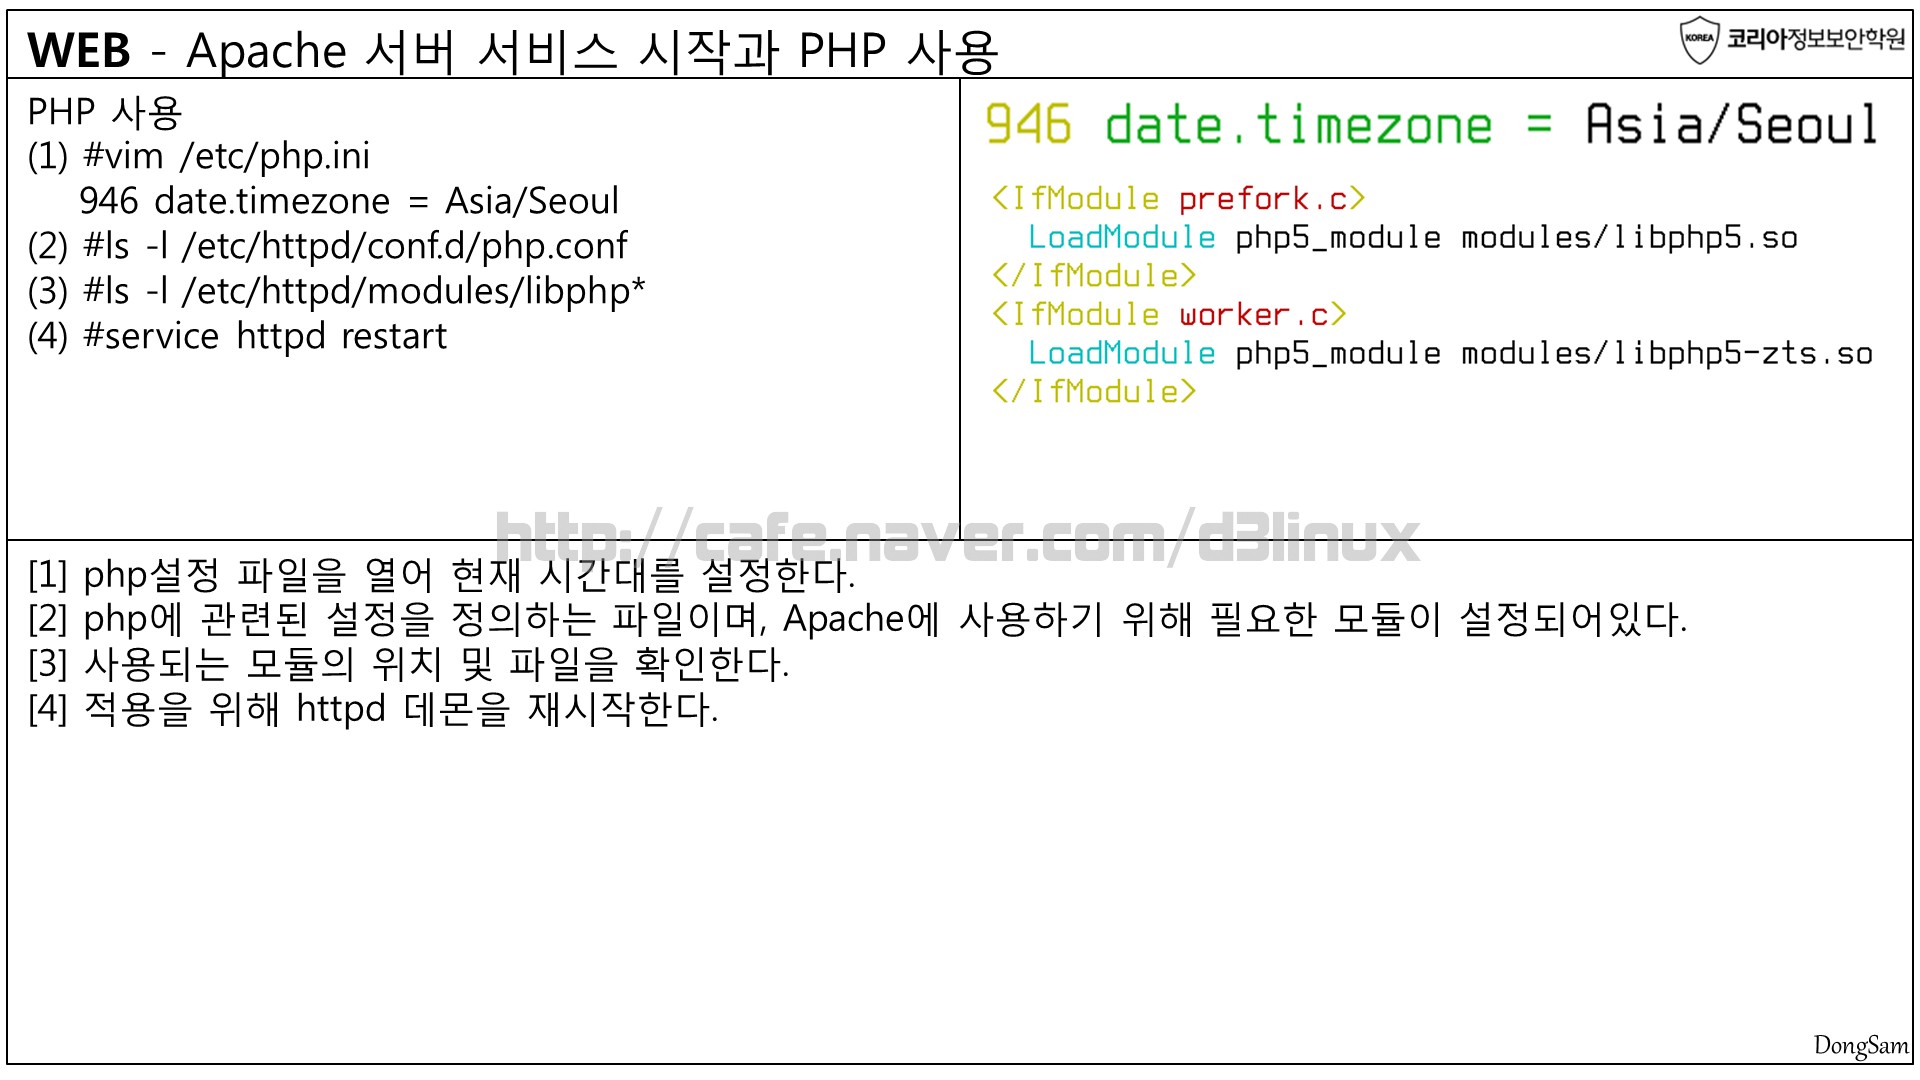 WEB - Apache 서버 서비스 시작과 PHP 사용
KOREA 코리아정보보안학원
PHP 사용
(1) #vim /etc/php.ini
946 date.timezone = Asia/Seoul
(2) #ls -l /etc/httpd/conf.d/php.conf
(3) #ls -l /etc/httpd/modules/libphp*
(4) #service httpd restart
946 date.timezone = Asia/Seoul
<IfModule prefork.c>
LoadModule php5_module modules/libphp5.so
</IfModule>
<IfModule worker.c>
LoadModule php5_module modules/libphp5-zts.so
</IfModule>
http://cafe.naver.com/d3linux
[1] php설정 파일을 열어 현재 시간대를 설정한다.
[2] php에 관련된 설정을 정의하는 파일이며, Apache에 사용하기 위해 필요한 모듈이 설정되어있다.
[3] 사용되는 모듈의 위치 및 파일을 확인한다.
[4] 적용을 위해 httpd 데몬을 재시작한다.
DongSam